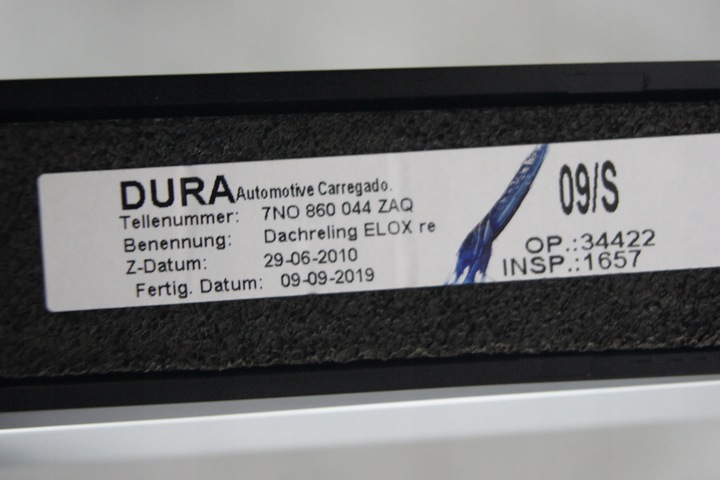 DURA Automotive Carregado.
Tellenummer: 7NO 860 044 ZAQ
Benennung: Dachreling ELOX re
Z-Datum: 29-06-2010
Fertig. Datum: 09-09-2019
09/S
OP.:34422
INSP.:1657